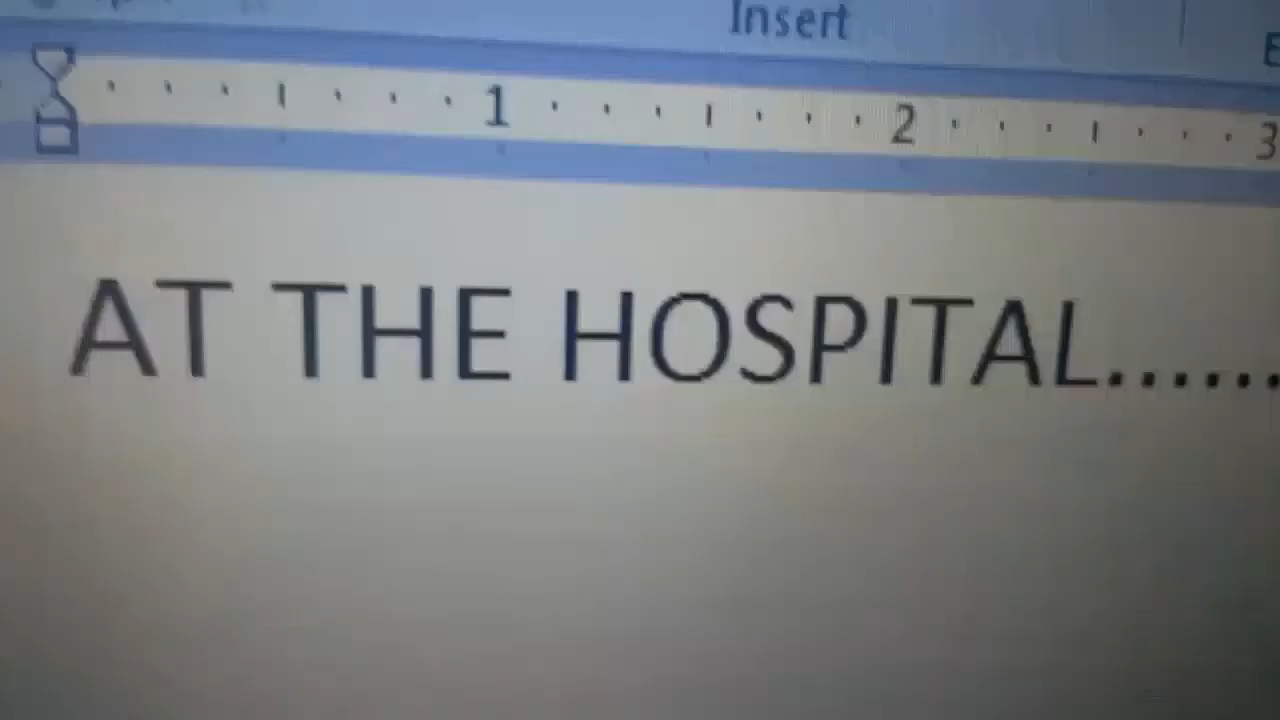 Insert
1 2 3
AT THE HOSPITAL......